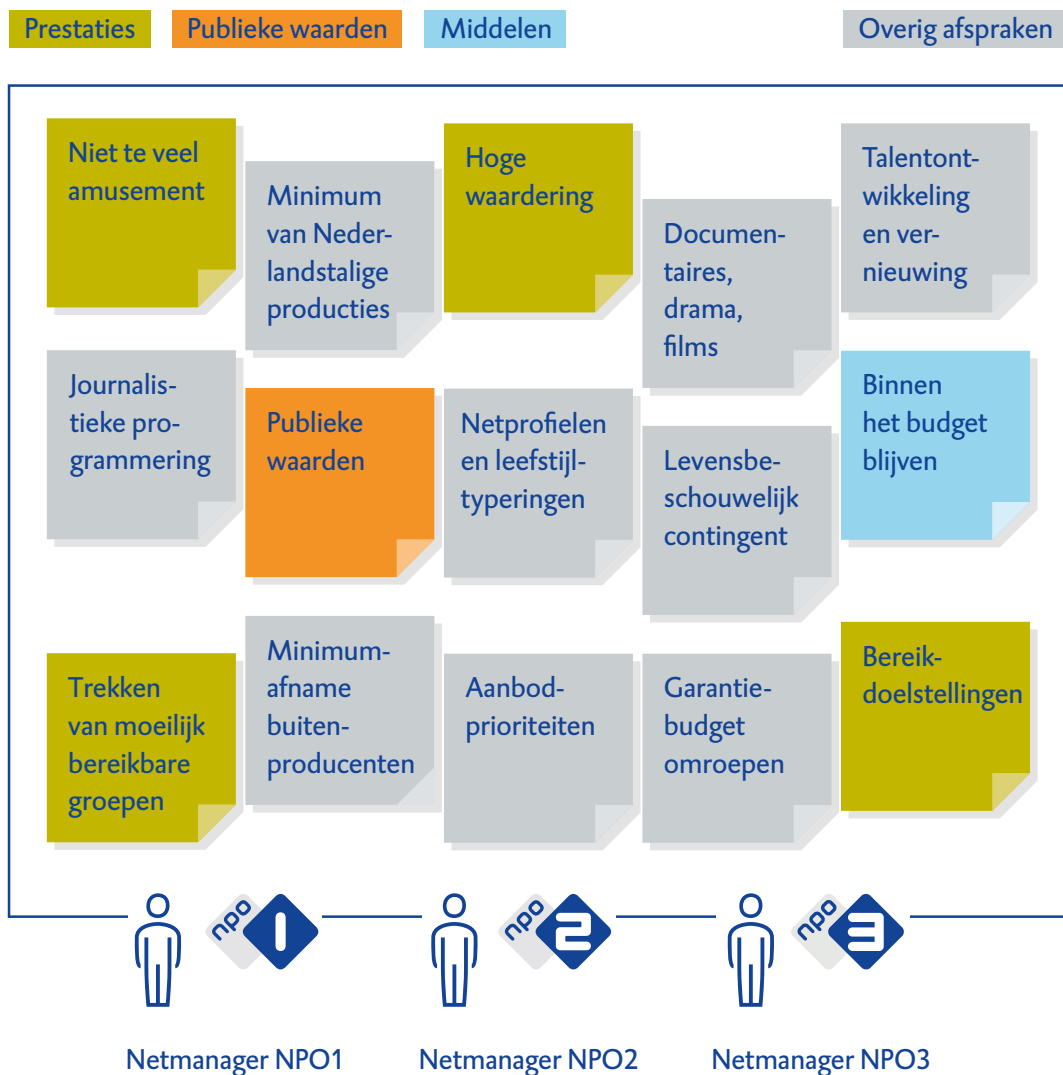 Prestaties
Publieke waarden
Middelen
Overig afspraken
Niet te veel
amusement
Minimum
van Neder-
landstalige
producties
Hoge
waardering
Documen-
taires,
drama,
films
Talentont-
wikkeling
en ver-
nieuwing
Journalis-
tieke pro-
grammering
Publieke
waarden
Netprofielen
en leefstijl-
typeringen
Levensbe-
schouwelijk
contingent
Binnen
het budget
blijven
Trekken
van moeilijk
bereikbare
groepen
Minimum-
afname
buiten-
producenten
Aanbod-
prioriteiten
Garantie-
budget
omroepen
Bereik-
doelstellingen
npo 1
npo 2
npo 3
Netmanager NPO1
Netmanager NPO2
Netmanager NPO3